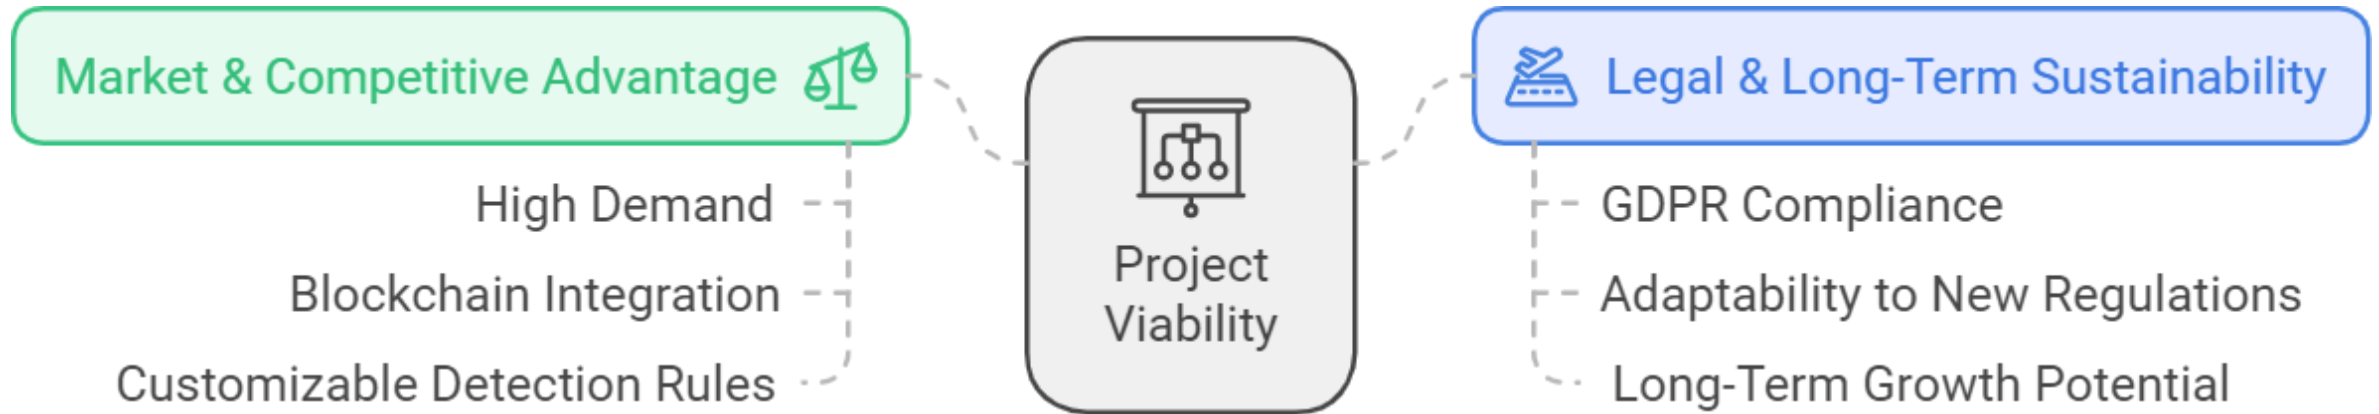 Market & Competitive Advantage
High Demand
Blockchain Integration
Customizable Detection Rules
Project
Viability
Legal & Long-Term Sustainability
GDPR Compliance
Adaptability to New Regulations
Long-Term Growth Potential